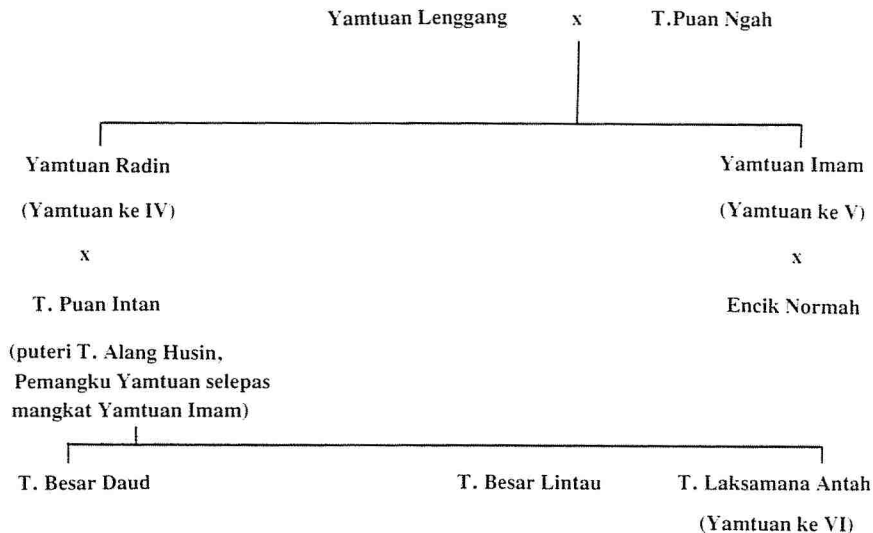 Yamtuan Lenggang x T.Puan Ngah
Yamtuan Radin Yamtuan Imam
(Yamtuan ke IV) (Yamtuan ke V)
x x
T. Puan Intan Encik Normah
(puteri T. Alang Husin,
Pemangku Yamtuan selepas
mangkat Yamtuan Imam)
T. Besar Daud T. Besar Lintau T. Laksamana Antah
(Yamtuan ke VI)